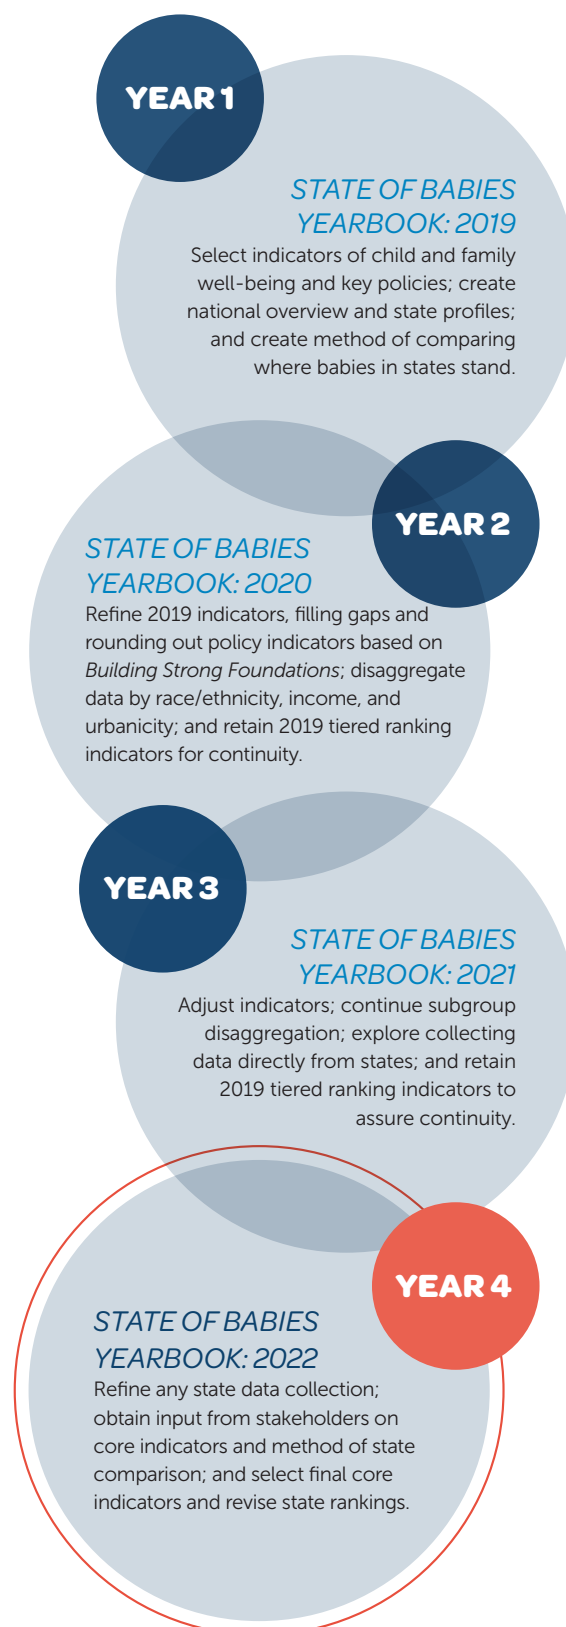 YEAR 1
STATE OF BABIES
YEARBOOK: 2019
Select indicators of child and family
well-being and key policies; create
national overview and state profiles;
and create method of comparing
where babies in states stand.
YEAR 2
STATE OF BABIES
YEARBOOK: 2020
Refine 2019 indicators, filling gaps and
rounding out policy indicators based on
Building Strong Foundations; disaggregate
data by race/ethnicity, income, and
urbanicity; and retain 2019 tiered ranking
indicators for continuity.
YEAR 3
STATE OF BABIES
YEARBOOK: 2021
Adjust indicators; continue subgroup
disaggregation; explore collecting
data directly from states; and retain
2019 tiered ranking indicators to
assure continuity.
YEAR 4
STATE OF BABIES
YEARBOOK: 2022
Refine any state data collection;
obtain input from stakeholders on
core indicators and method of state
comparison; and select final core
indicators and revise state rankings.